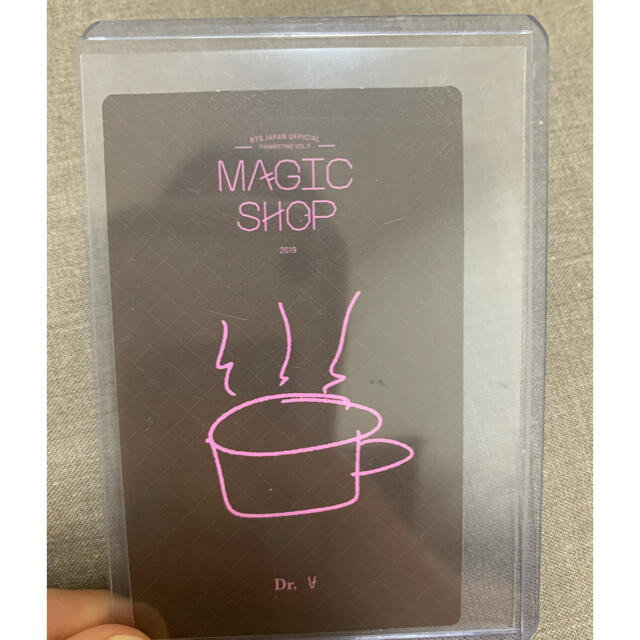 BTS JAPAN OFFICIAL
FANMEETING VOL.5
MAGIC
SHOP
2019
Dr. ∀